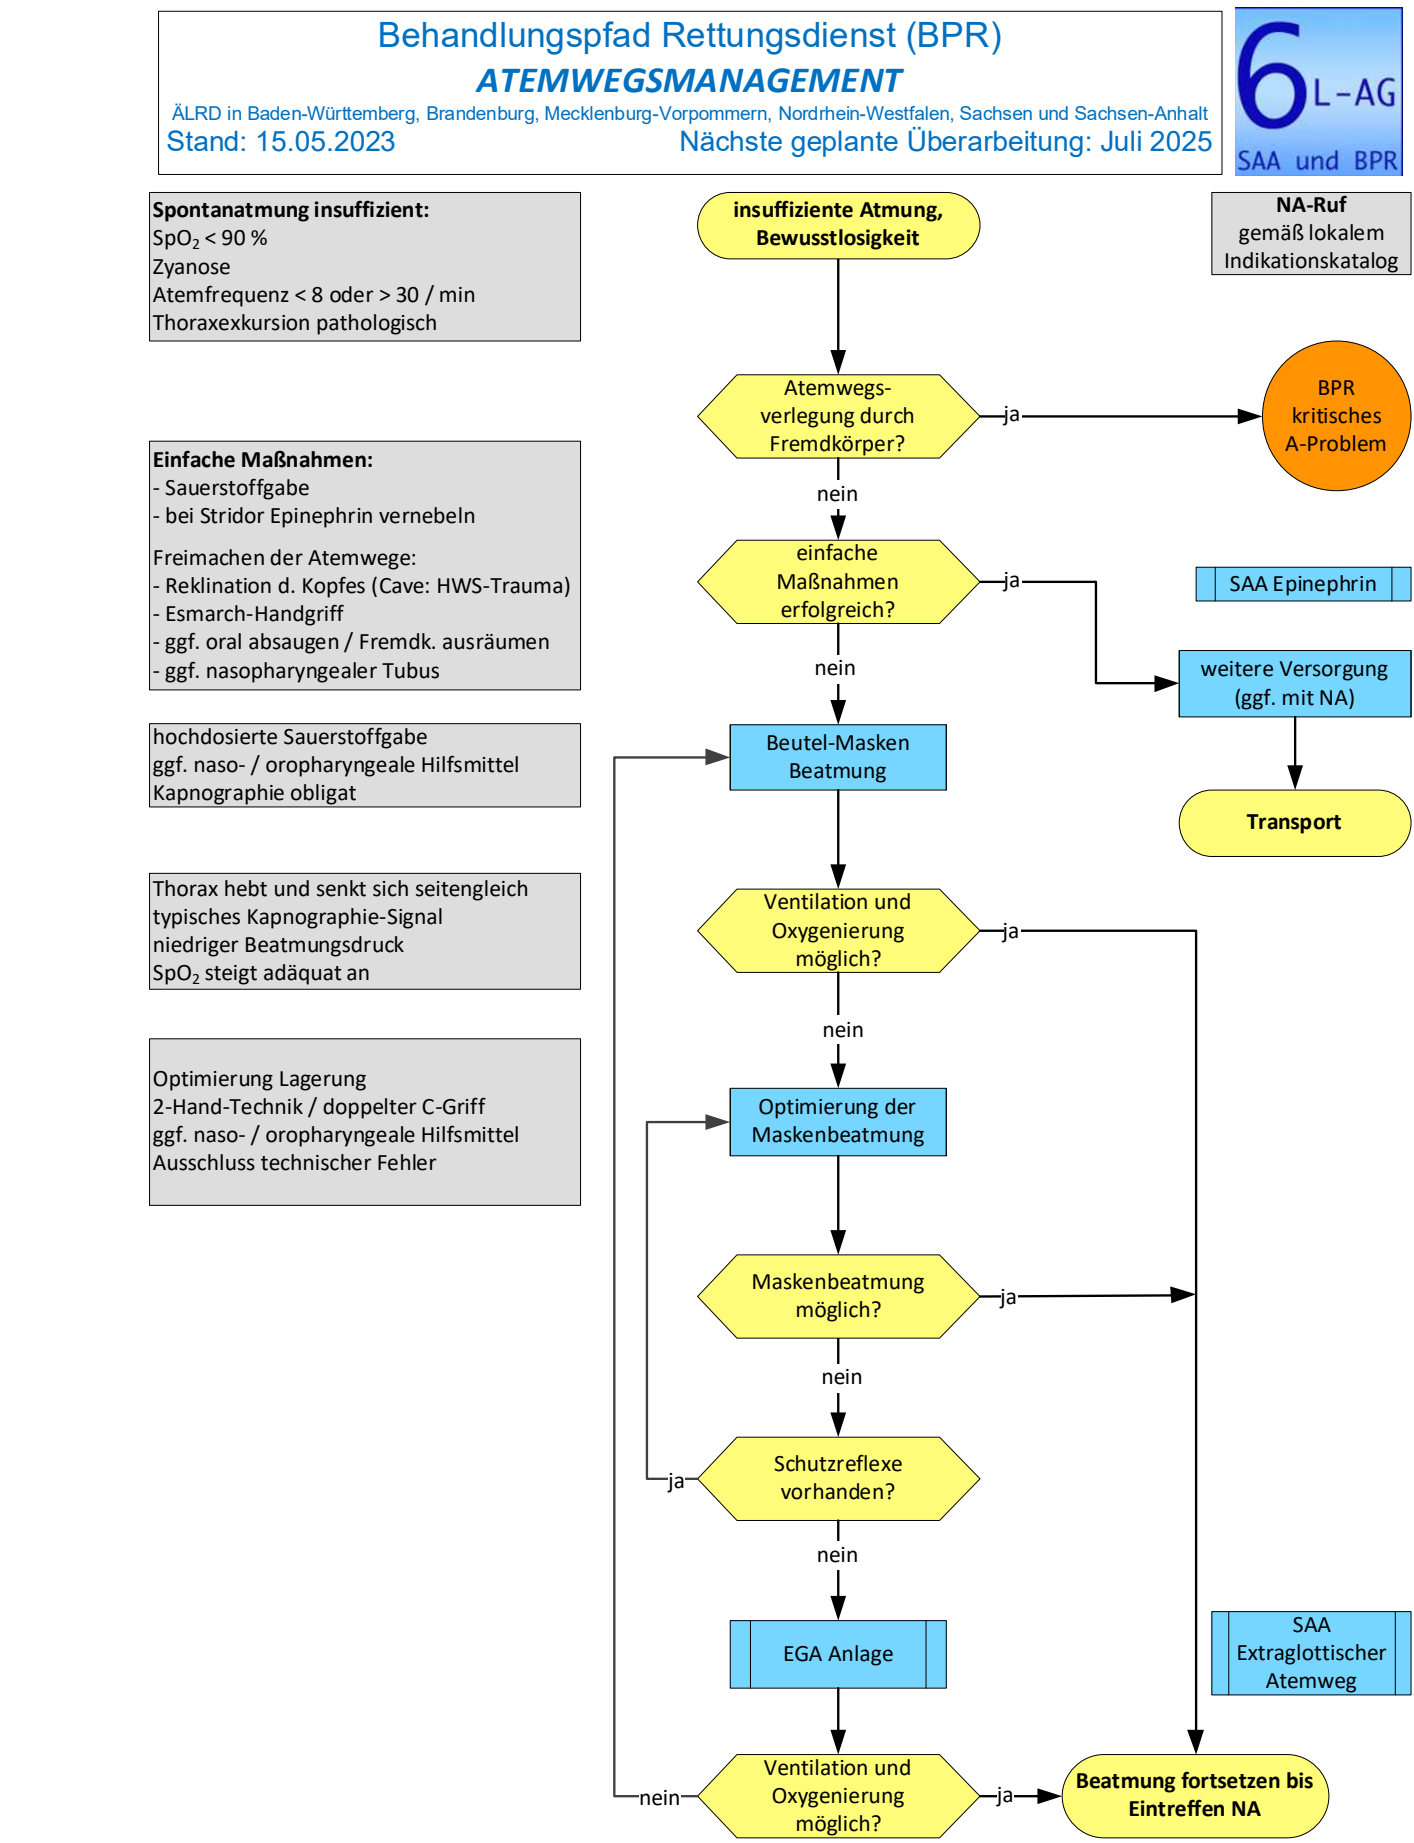 Behandlungspfad Rettungsdienst (BPR)
ATEMWEGSMANAGEMENT
ÄLRD in Baden-Württemberg, Brandenburg, Mecklenburg-Vorpommern, Nordrhein-Westfalen, Sachsen und Sachsen-Anhalt
Stand: 15.05.2023 Nächste geplante Überarbeitung: Juli 2025
6L-AG
SAA und BPR
Spontanatmung insuffizient:
SpO₂ < 90 %
Zyanose
Atemfrequenz < 8 oder > 30 / min
Thoraxexkursion pathologisch
insuffiziente Atmung,
Bewusstlosigkeit
NA-Ruf
gemäß lokalem
Indikationskatalog
Atemwegs-
verlegung durch
Fremdkörper?
ja
BPR
kritisches
A-Problem
nein
Einfache Maßnahmen:
- Sauerstoffgabe
- bei Stridor Epinephrin vernebeln
Freimachen der Atemwege:
- Reklination d. Kopfes (Cave: HWS-Trauma)
- Esmarch-Handgriff
- ggf. oral absaugen / Fremdk. ausräumen
- ggf. nasopharyngealer Tubus
einfache
Maßnahmen
erfolgreich?
ja
SAA Epinephrin
nein
weitere Versorgung
(ggf. mit NA)
Transport
hochdosierte Sauerstoffgabe
ggf. naso- / oropharyngeale Hilfsmittel
Kapnographie obligat
Beutel-Masken
Beatmung
Thorax hebt und senkt sich seitengleich
typisches Kapnographie-Signal
niedriger Beatmungsdruck
SpO₂ steigt adäquat an
Ventilation und
Oxygenierung
möglich?
ja
nein
Optimierung Lagerung
2-Hand-Technik / doppelter C-Griff
ggf. naso- / oropharyngeale Hilfsmittel
Ausschluss technischer Fehler
Optimierung der
Maskenbeatmung
Maskenbeatmung
möglich?
ja
nein
Schutzreflexe
vorhanden?
ja
nein
EGA Anlage
SAA
Extraglottischer
Atemweg
Ventilation und
Oxygenierung
möglich?
nein
ja
Beatmung fortsetzen bis
Eintreffen NA